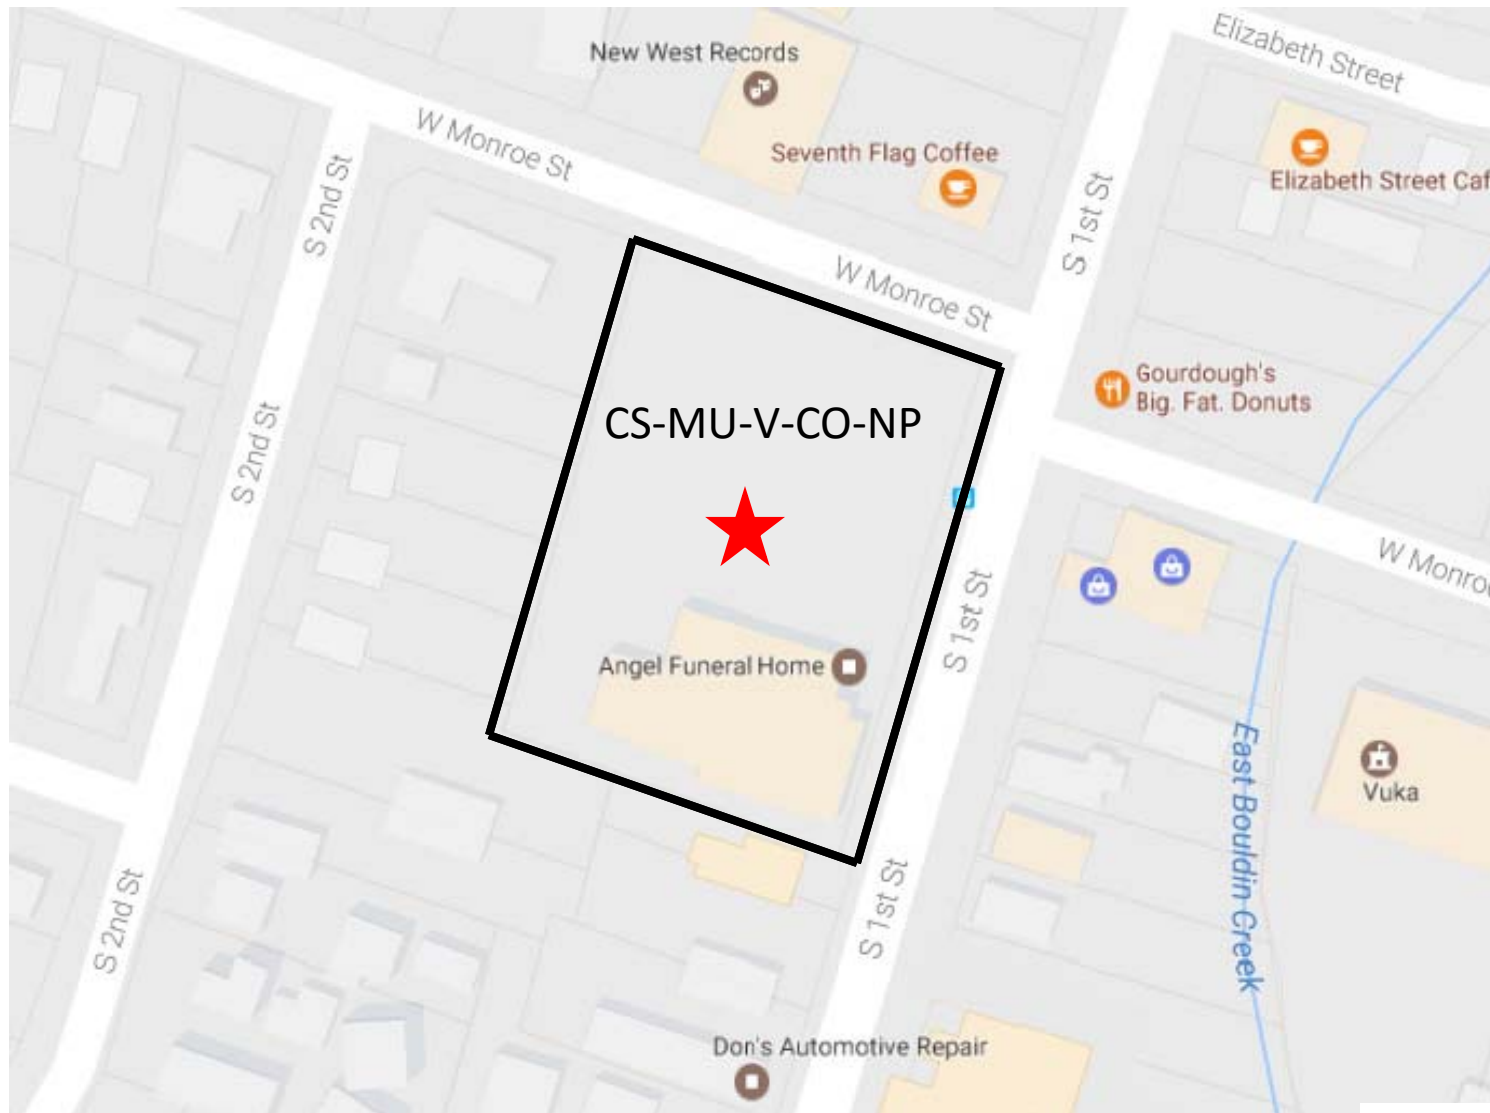 Elizabeth Street
New West Records
W Monroe St
Seventh Flag Coffee
S 2nd St
Elizabeth Street Caf
S 1st St
W Monroe St
Gourdough's
Big. Fat. Donuts
CS-MU-V-CO-NP
S 2nd St
W Monroe
S 1st St
Angel Funeral Home
East Bouldin Creek
Vuka
S 2nd St
S 1st St
Don's Automotive Repair